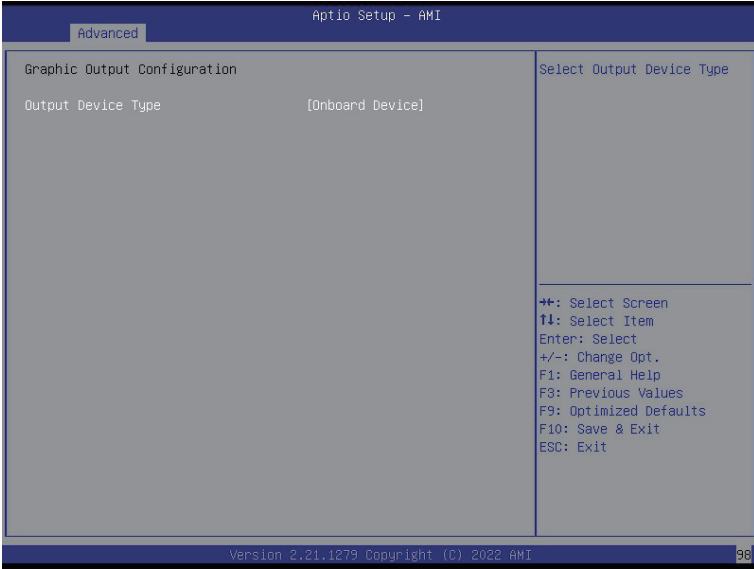 Aptio Setup – AMI
Advanced
Graphic Output Configuration
Output Device Type [Onboard Device]
Select Output Device Type
→←: Select Screen
↑↓: Select Item
Enter: Select
+/-: Change Opt.
F1: General Help
F3: Previous Values
F9: Optimized Defaults
F10: Save & Exit
ESC: Exit
Version 2.21.1279 Copyright (C) 2022 AMI
98